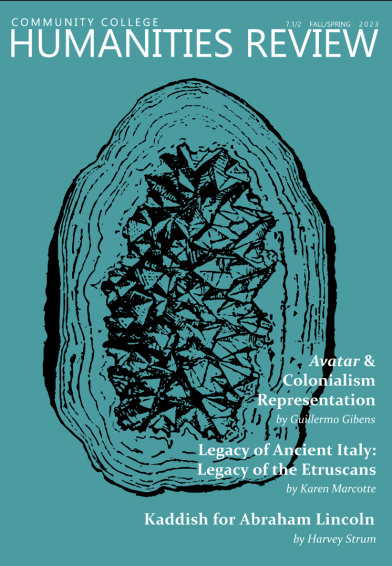 COMMUNITY COLLEGE
7.1/2 FALL/SPRING 2023
HUMANITIES REVIEW
Avatar &
Colonialism
Representation
by Guillermo Gibens
Legacy of Ancient Italy:
Legacy of the Etruscans
by Karen Marcotte
Kaddish for Abraham Lincoln
by Harvey Strum